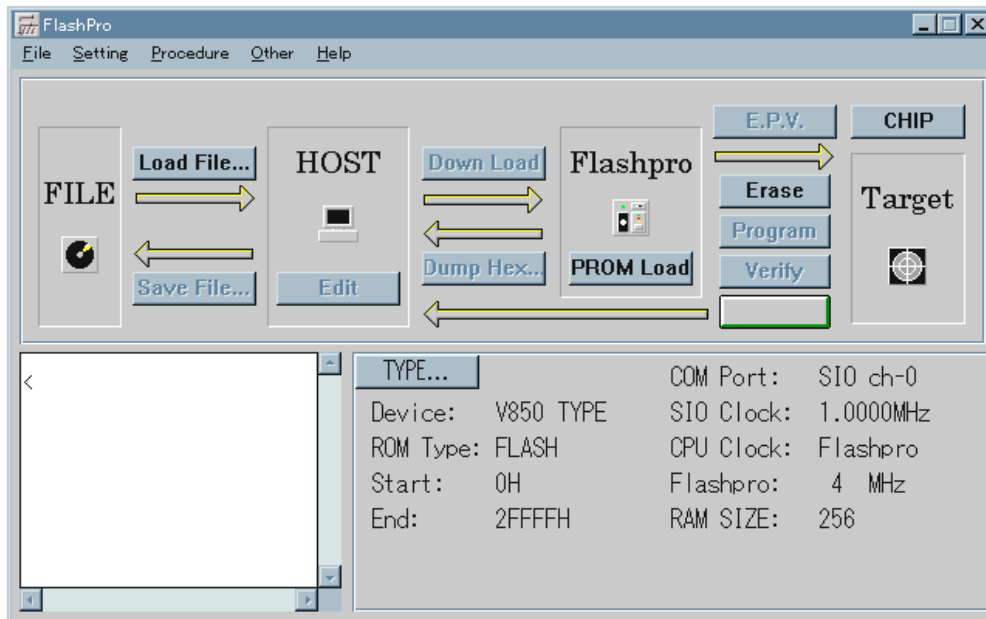 FlashPro
File Setting Procedure Other Help
E.P.V. CHIP
Load File... HOST Down Load Flashpro
FILE Erase Target
Program
Save File... Edit Dump Hex... PROM Load Verify
<
TYPE... COM Port: SIO ch-0
Device: V850 TYPE SIO Clock: 1.0000MHz
ROM Type: FLASH CPU Clock: Flashpro
Start: 0H Flashpro: 4 MHz
End: 2FFFFH RAM SIZE: 256